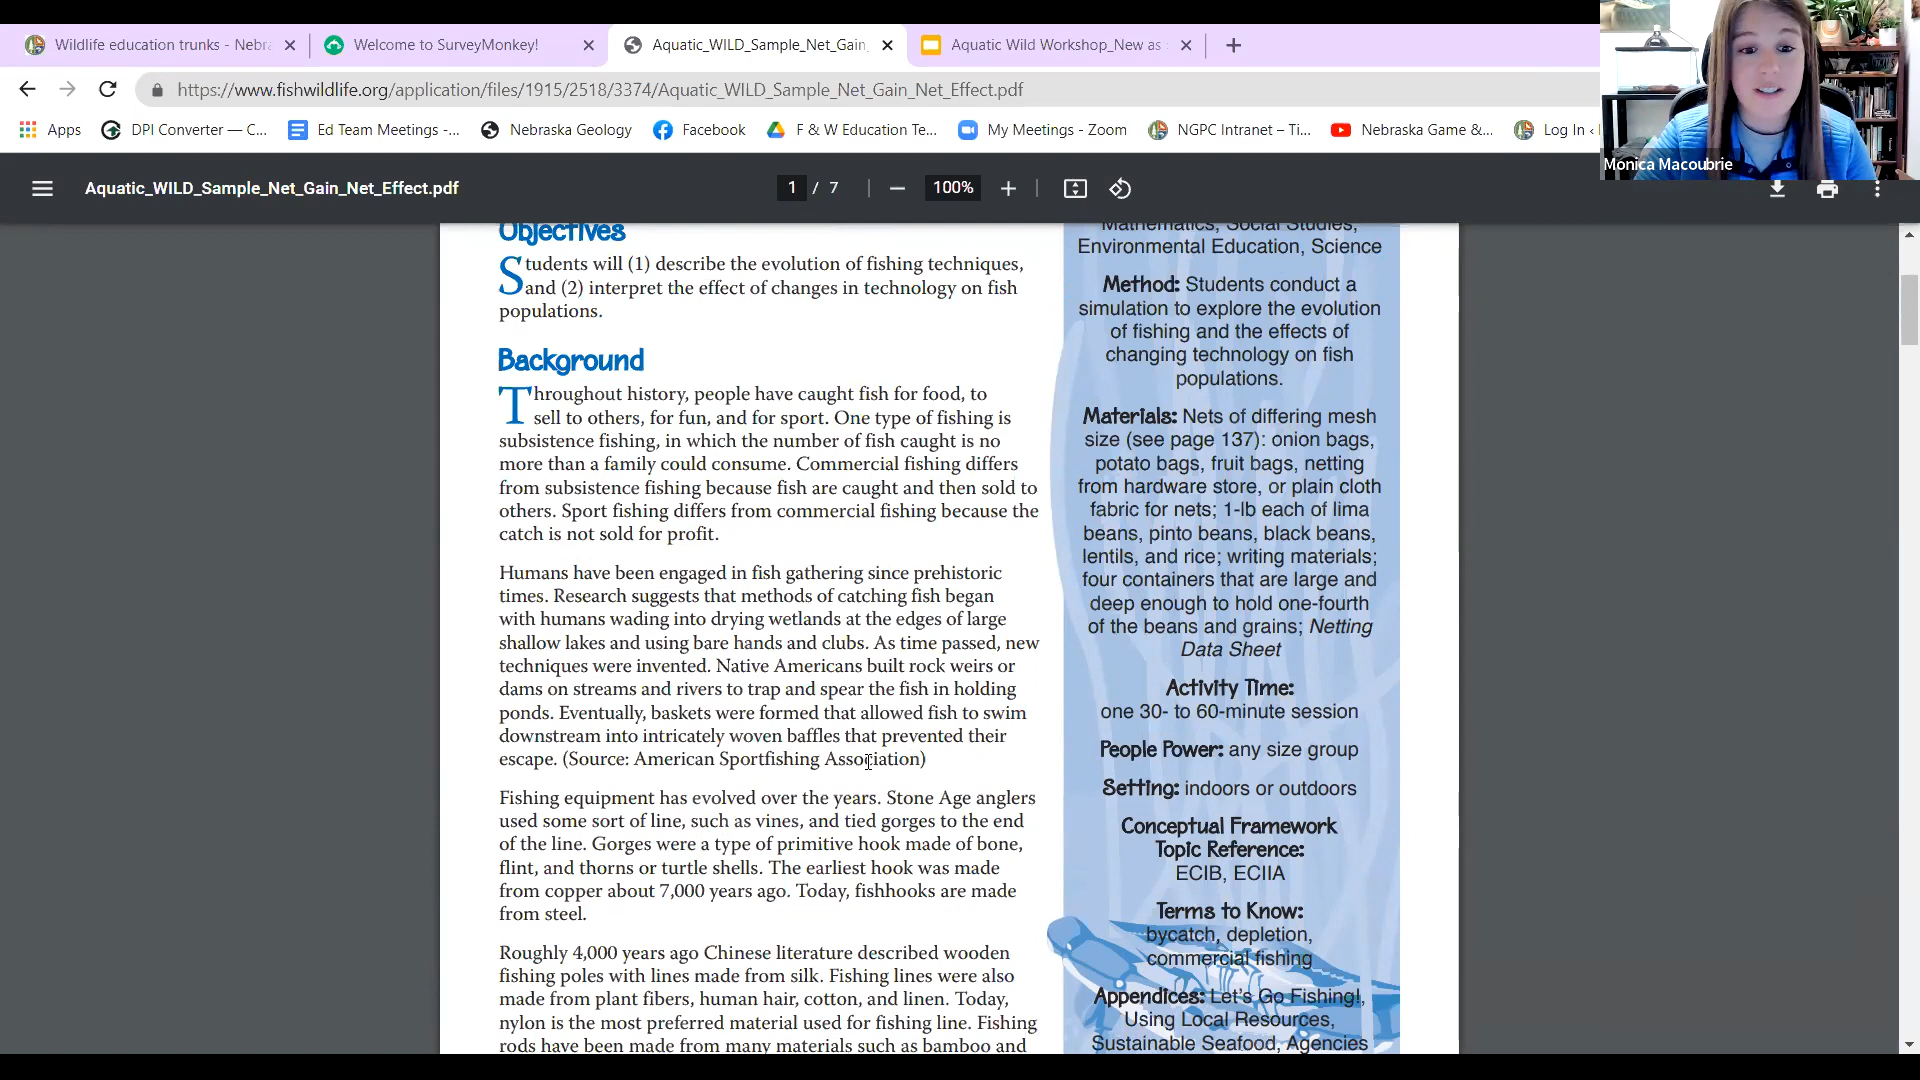 Wildlife education trunks - Nebr
Welcome to SurveyMonkey!
Aquatic_WILD_Sample_Net_Gain_
Aquatic Wild Workshop_New as
https://www.fishwildlife.org/application/files/1915/2518/3374/Aquatic_WILD_Sample_Net_Gain_Net_Effect.pdf
Apps
DPI Converter — C...
Ed Team Meetings -...
Nebraska Geology
Facebook
F & W Education Te...
My Meetings - Zoom
NGPC Intranet – Ti...
Nebraska Game &...
Log In ‹
Monica Macoubrie
Aquatic_WILD_Sample_Net_Gain_Net_Effect.pdf
1 / 7
100%
Objectives
Students will (1) describe the evolution of fishing techniques,
and (2) interpret the effect of changes in technology on fish
populations.
Background
Throughout history, people have caught fish for food, to
sell to others, for fun, and for sport. One type of fishing is
subsistence fishing, in which the number of fish caught is no
more than a family could consume. Commercial fishing differs
from subsistence fishing because fish are caught and then sold to
others. Sport fishing differs from commercial fishing because the
catch is not sold for profit.
Humans have been engaged in fish gathering since prehistoric
times. Research suggests that methods of catching fish began
with humans wading into drying wetlands at the edges of large
shallow lakes and using bare hands and clubs. As time passed, new
techniques were invented. Native Americans built rock weirs or
dams on streams and rivers to trap and spear the fish in holding
ponds. Eventually, baskets were formed that allowed fish to swim
downstream into intricately woven baffles that prevented their
escape. (Source: American Sportfishing Association)
Fishing equipment has evolved over the years. Stone Age anglers
used some sort of line, such as vines, and tied gorges to the end
of the line. Gorges were a type of primitive hook made of bone,
flint, and thorns or turtle shells. The earliest hook was made
from copper about 7,000 years ago. Today, fishhooks are made
from steel.
Roughly 4,000 years ago Chinese literature described wooden
fishing poles with lines made from silk. Fishing lines were also
made from plant fibers, human hair, cotton, and linen. Today,
nylon is the most preferred material used for fishing line. Fishing
rods have been made from many materials such as bamboo and
Mathematics, Social Studies,
Environmental Education, Science
Method: Students conduct a
simulation to explore the evolution
of fishing and the effects of
changing technology on fish
populations.
Materials: Nets of differing mesh
size (see page 137): onion bags,
potato bags, fruit bags, netting
from hardware store, or plain cloth
fabric for nets; 1-lb each of lima
beans, pinto beans, black beans,
lentils, and rice; writing materials;
four containers that are large and
deep enough to hold one-fourth
of the beans and grains; Netting
Data Sheet
Activity Time:
one 30- to 60-minute session
People Power: any size group
Setting: indoors or outdoors
Conceptual Framework
Topic Reference:
ECIB, ECIIA
Terms to Know:
bycatch, depletion,
commercial fishing
Appendices: Let's Go Fishing!,
Using Local Resources,
Sustainable Seafood, Agencies